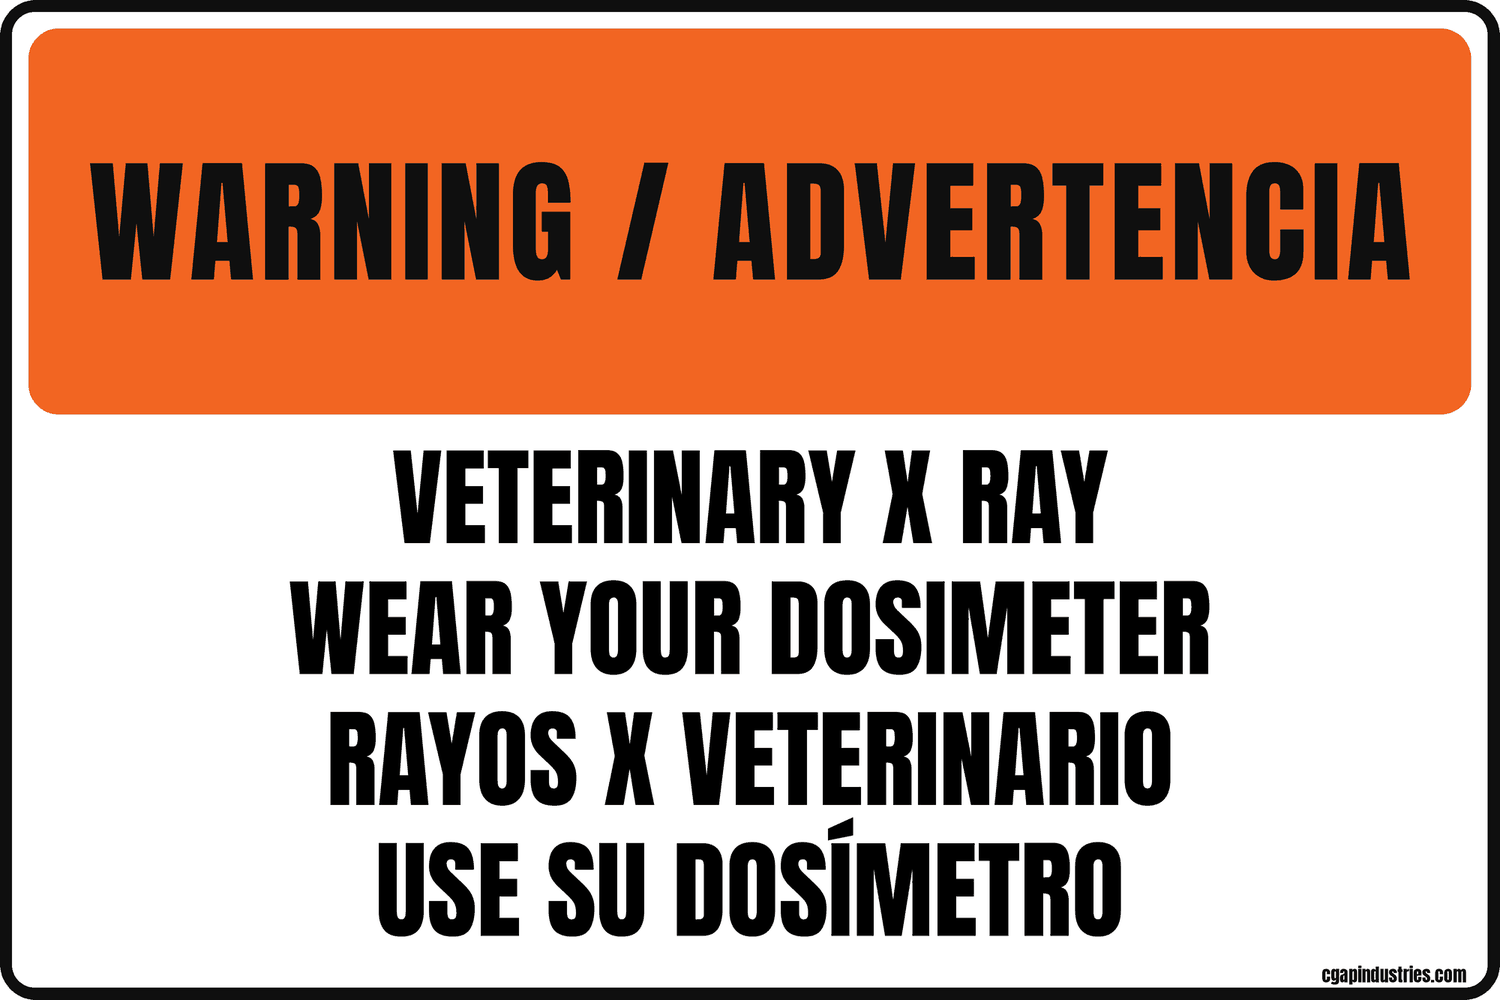 WARNING / ADVERTENCIA
VETERINARY X RAY
WEAR YOUR DOSIMETER
RAYOS X VETERINARIO
USE SU DOSÍMETRO
cgapindustries.com